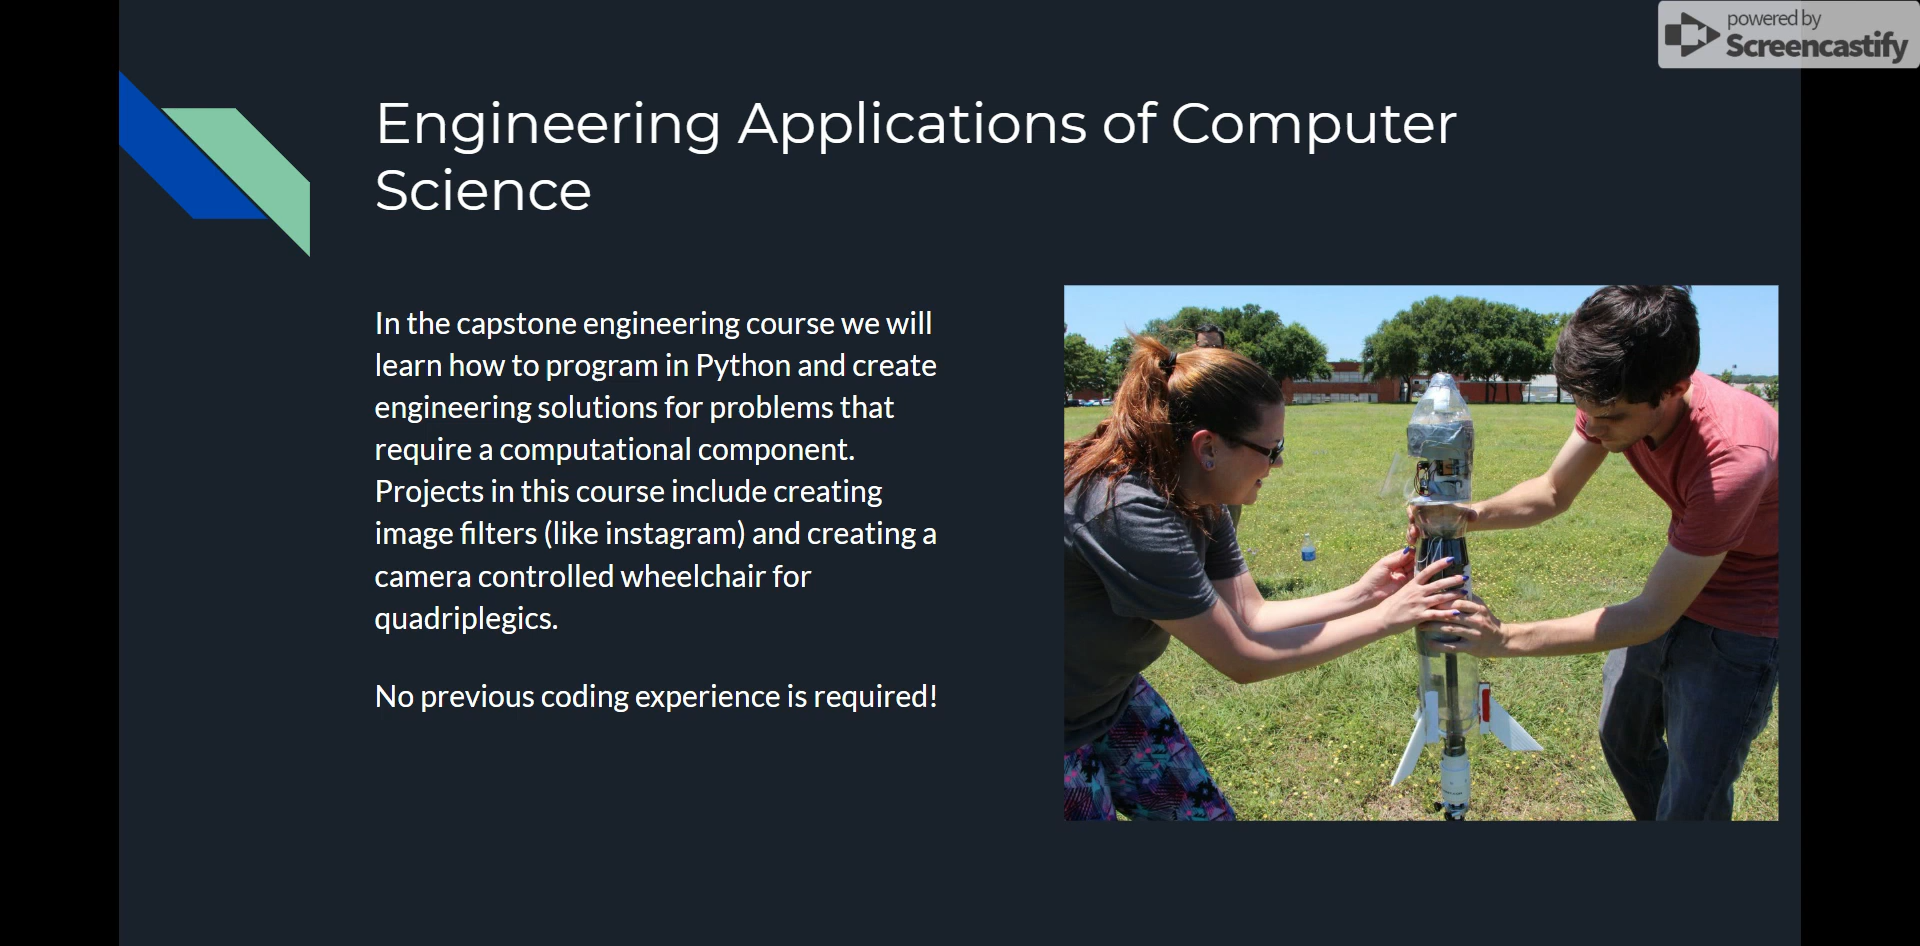 powered by
Screencastify
Engineering Applications of Computer
Science
In the capstone engineering course we will
learn how to program in Python and create
engineering solutions for problems that
require a computational component.
Projects in this course include creating
image filters (like instagram) and creating a
camera controlled wheelchair for
quadriplegics.
No previous coding experience is required!